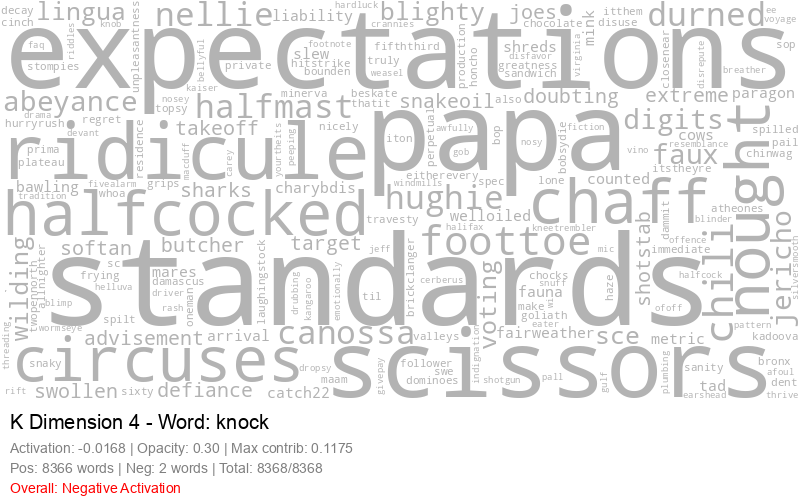 decay
cinch
lingua
hardluck
crannies
nellie
liability
blighty
joes
chocolate
itthem
disuse
durned
ee
voyage
knob
riddles
faq
stompies
unpleasantness
expectations
footnote
slew
hitstrike
bounden
private
bellyful
kaiser
truly
weasel
fifththird
production
honcho
shreds
disfavor
greatness
sandwich
virginia
mink
closenear
disrepute
breather
sop
abeyance
nosey
topsy
halfmast
minerva
beskate
thatit
snakeoil
also
doubting
extreme
paragon
hurryrush
drama
regret
devant
takeoff
nicely
perpetual
awfully
bop
bobsydie
fiction
digits
spilled
pail
chinwag
prima
plateau
residence
ridicule
macduff
carey
yourtheits
peeping
iton
papa
gob
nosy
vino
cows
resemblance
faux
itstheyre
bawling
tradition
fivealarm
whoa
grips
sharks
charybdis
eitherevery
windmills
hughie
spec
lone
counted
chaff
nought
halfcocked
travesty
halifax
welloiled
kneetrembler
dammit
atheones
blinder
wilding
softan
butcher
target
jeff
foottoe
mic
offence
immediate
shotstab
chili
jericho
silversmooth
twopennorth
highlighter
sc
frying
helluva
mares
damascus
driver
oneman
laughingstock
standards
drubbing
kangaroo
emotionally
til
brickclanger
cerberus
voting
chocks
snuff
fauna
make
wit
goliath
eater
haze
ofoff
halfcock
blimp
wormseye
threading
rash
spilt
advisement
arrival
canossa
valleys
indignation
fairweather
sce
metric
pattern
kadoova
snaky
rift
circuses
swollen
sixty
defiance
dropsy
catch22
maam
givepay
follower
swe
dominoes
shotgun
scissors
pall
gulf
plumbing
sanity
tad
earshead
bronx
afoul
dent
thrive
K Dimension 4 - Word: knock
Activation: -0.0168 | Opacity: 0.30 | Max contrib: 0.1175
Pos: 8366 words | Neg: 2 words | Total: 8368/8368
Overall: Negative Activation